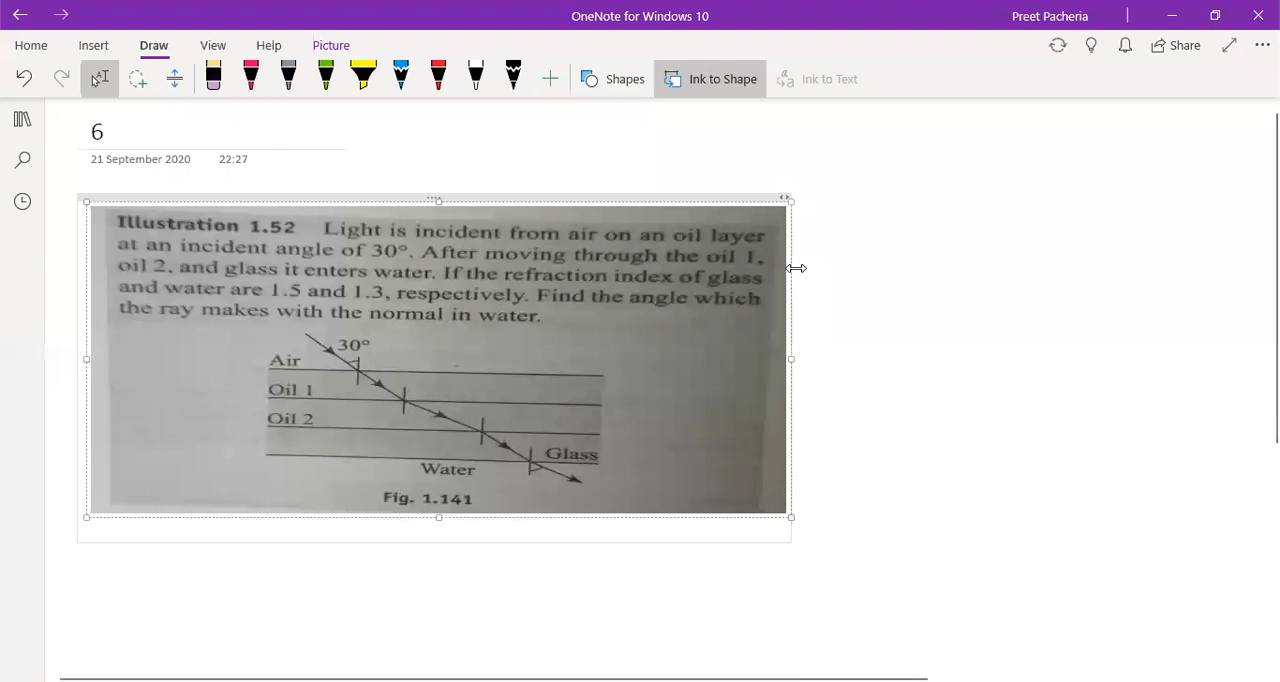 OneNote for Windows 10
Preet Pacheria
Home Insert Draw View Help Picture
Share
Shapes
Ink to Shape
Ink to Text
6
21 September 2020 22:27
Illustration 1.52 Light is incident from air on an oil layer
at an incident angle of 30°. After moving through the oil 1,
oil 2, and glass it enters water. If the refraction index of glass
and water are 1.5 and 1.3, respectively. Find the angle which
the ray makes with the normal in water.
30°
Air
Oil 1
Oil 2
Glass
Water
Fig. 1.141